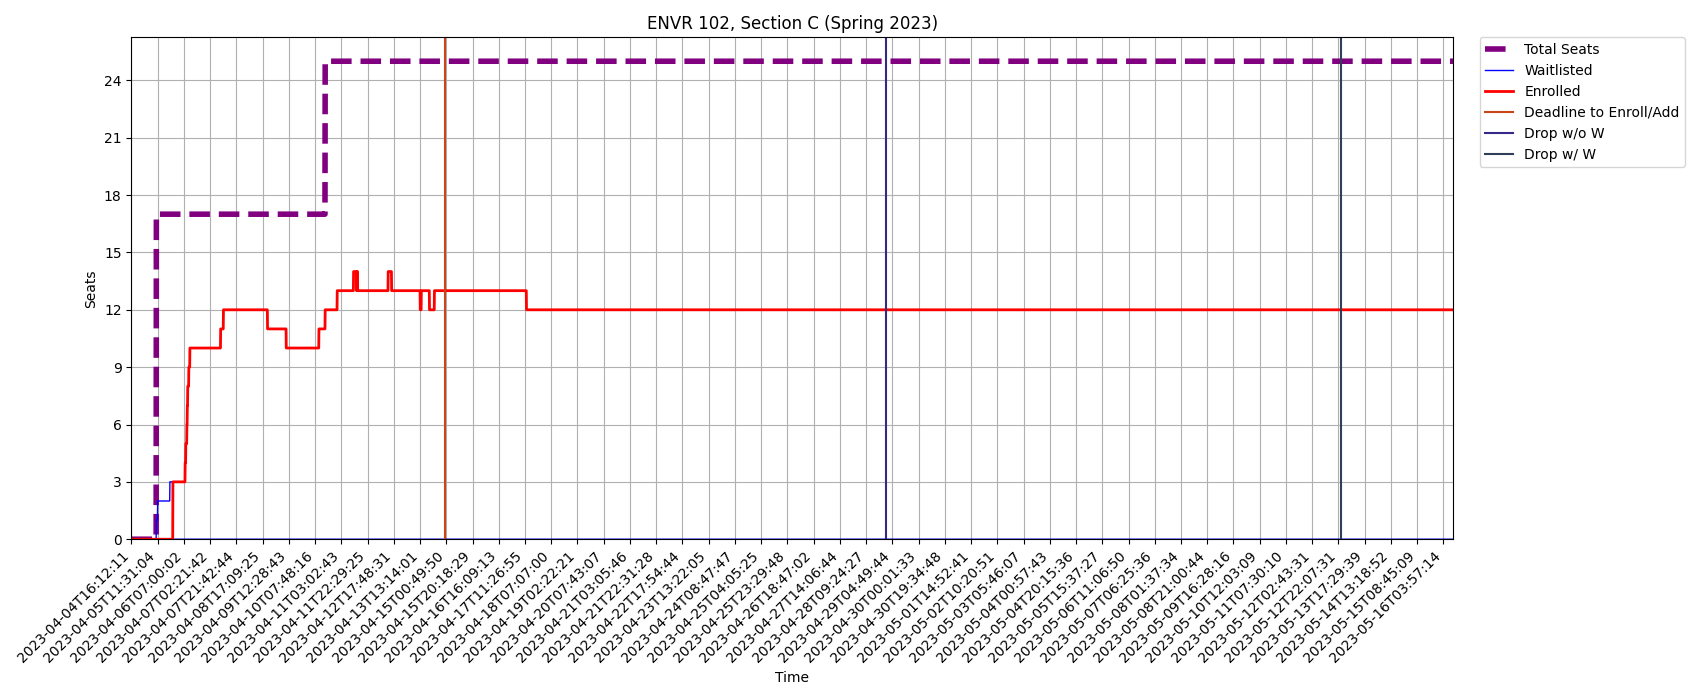 ENVR 102, Section C (Spring 2023)
Total Seats
Waitlisted
Enrolled
Deadline to Enroll/Add
Drop w/o W
Drop w/ W
Seats
24
21
18
15
12
9
6
3
0
2023-04-04T16:12:11
2023-04-05T11:31:04
2023-04-06T07:00:02
2023-04-07T02:21:42
2023-04-07T21:42:44
2023-04-08T17:09:25
2023-04-09T12:28:43
2023-04-10T07:48:16
2023-04-11T03:02:43
2023-04-11T22:29:25
2023-04-12T17:48:31
2023-04-13T13:14:01
2023-04-15T00:49:50
2023-04-15T20:18:29
2023-04-16T16:09:13
2023-04-17T11:26:55
2023-04-18T07:07:00
2023-04-19T02:22:21
2023-04-20T07:43:07
2023-04-21T03:05:46
2023-04-21T22:31:28
2023-04-22T17:54:44
2023-04-23T13:22:05
2023-04-24T08:47:47
2023-04-25T04:05:25
2023-04-25T23:29:48
2023-04-26T18:47:02
2023-04-27T14:06:44
2023-04-28T09:24:27
2023-04-29T04:49:44
2023-04-30T00:01:33
2023-04-30T19:34:48
2023-05-01T14:52:41
2023-05-02T10:20:51
2023-05-03T05:46:07
2023-05-04T00:57:43
2023-05-04T20:15:36
2023-05-05T15:37:27
2023-05-06T11:06:50
2023-05-07T06:25:36
2023-05-08T01:37:34
2023-05-08T21:00:44
2023-05-09T16:28:16
2023-05-10T12:03:09
2023-05-11T07:30:10
2023-05-12T02:43:31
2023-05-12T22:07:31
2023-05-13T17:29:39
2023-05-14T13:18:52
2023-05-15T08:45:09
2023-05-16T03:57:14
Time